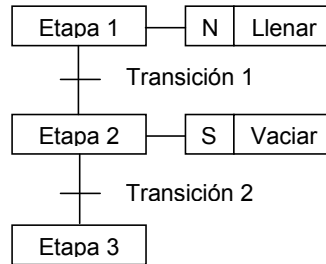 Etapa 1 N Llenar
Transición 1
Etapa 2 S Vaciar
Transición 2
Etapa 3